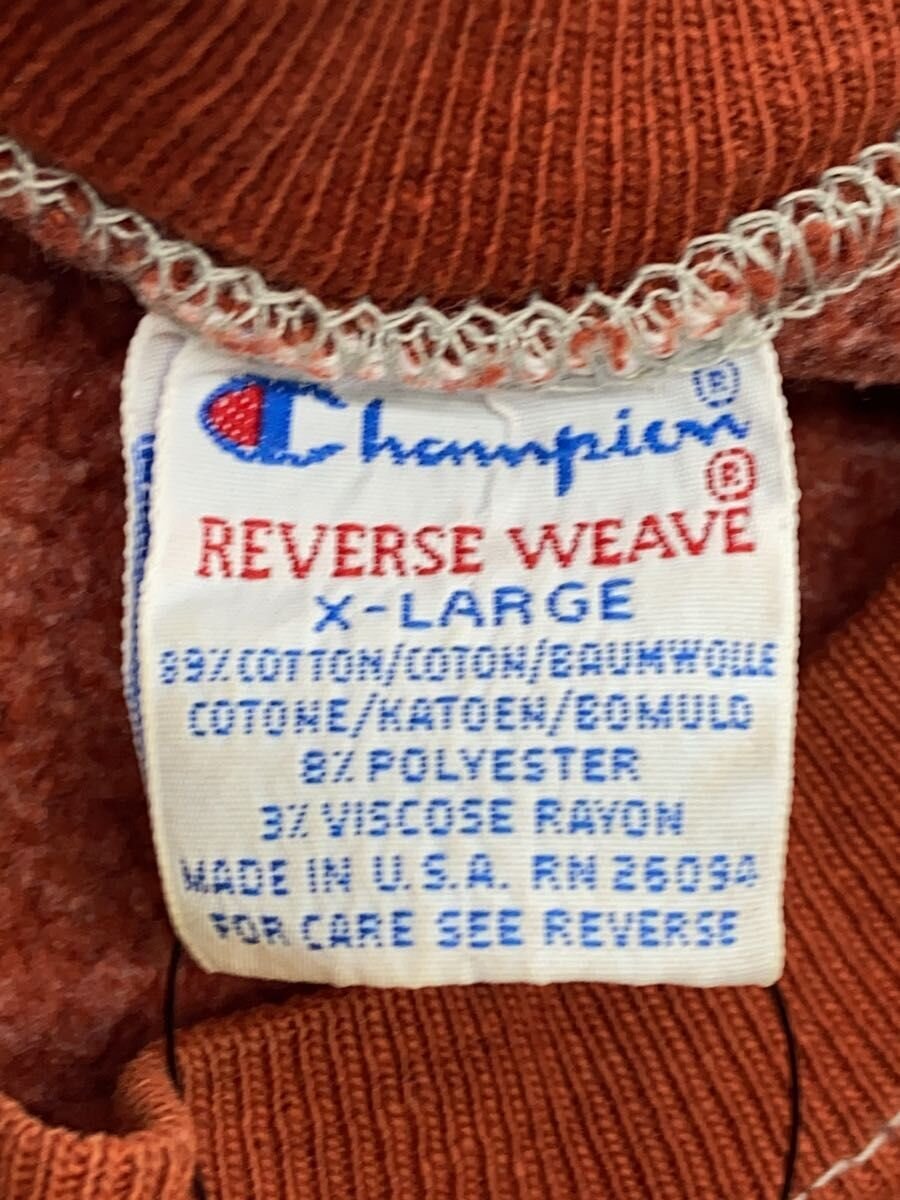 Champion®
REVERSE WEAVE®
X-LARGE
89% COTTON/COTON/BAUMWOLLE
COTONE/KATOEN/BOMULD
8% POLYESTER
3% VISCOSE RAYON
MADE IN U.S.A. RN 26094
FOR CARE SEE REVERSE